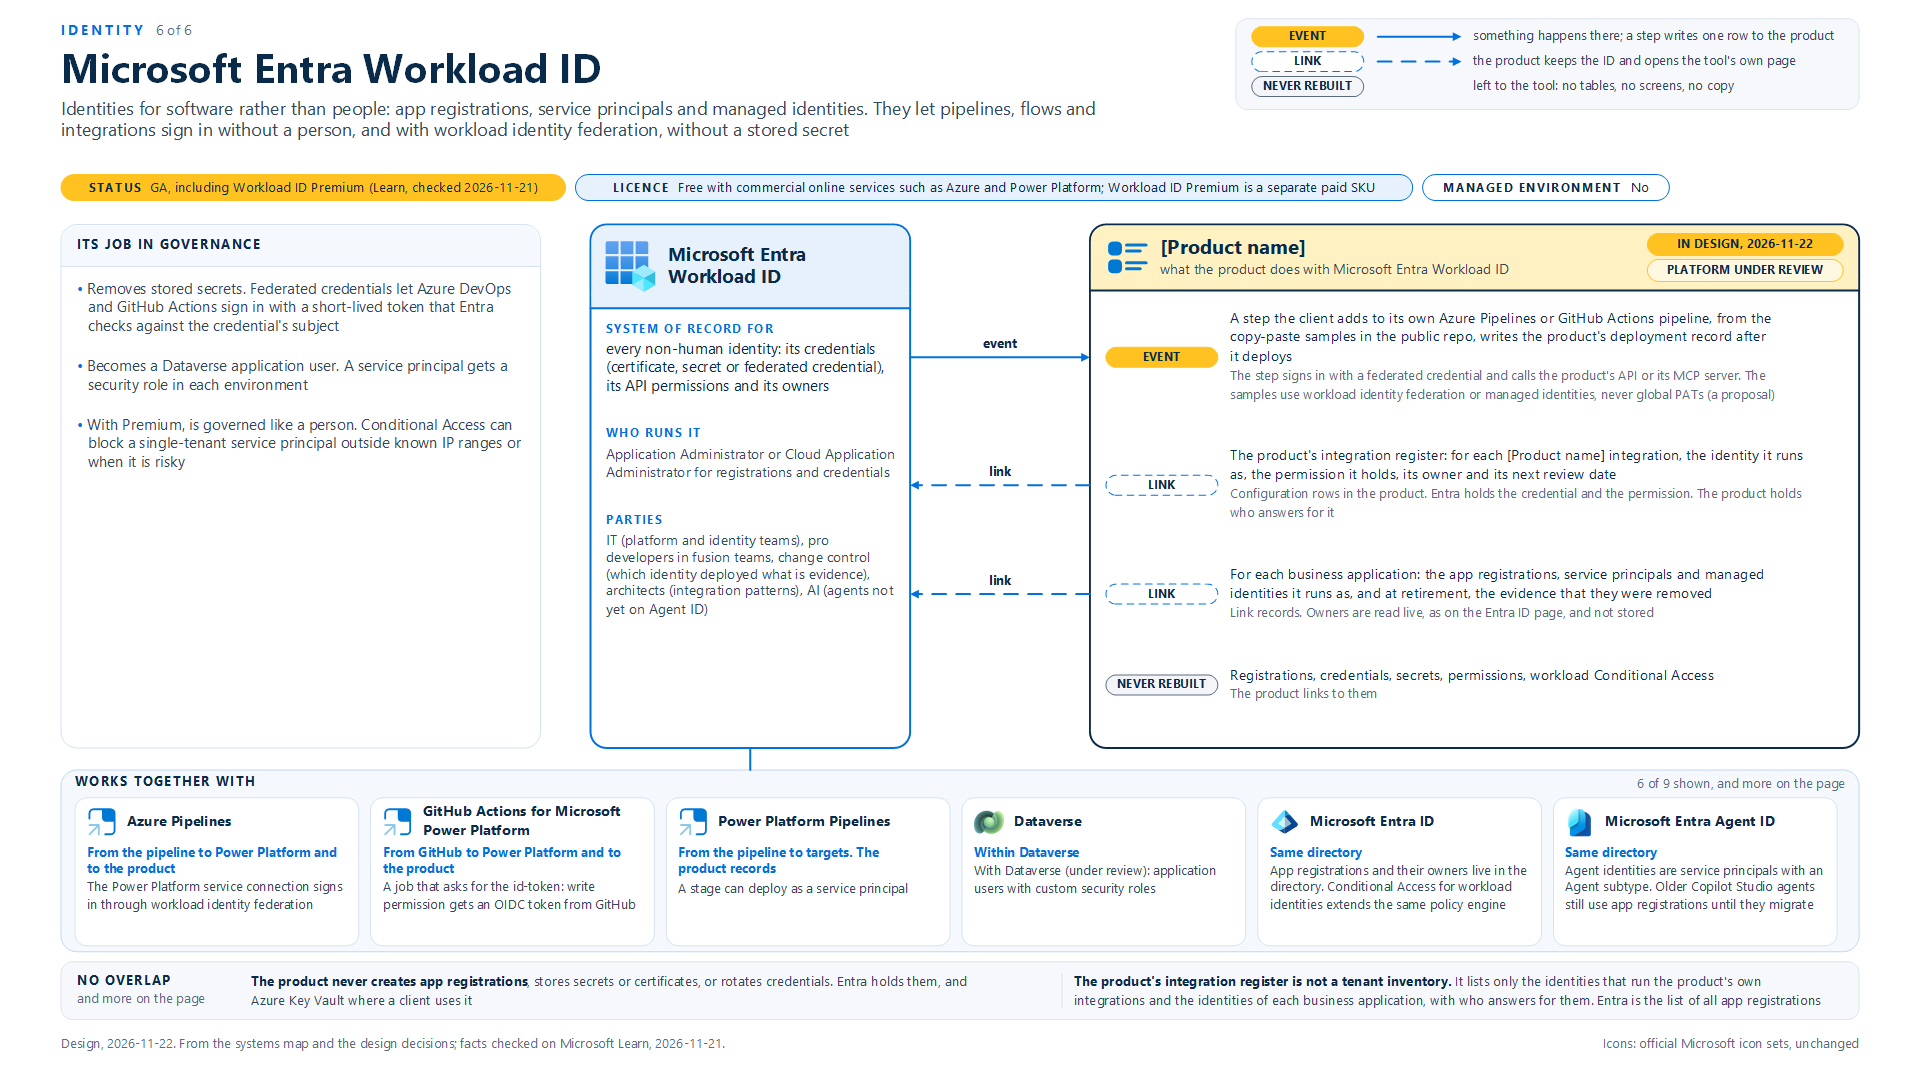 IDENTITY 6 of 6
Microsoft Entra Workload ID
Identities for software rather than people: app registrations, service principals and managed identities. They let pipelines, flows and
integrations sign in without a person, and with workload identity federation, without a stored secret
EVENT something happens there; a step writes one row to the product
LINK the product keeps the ID and opens the tool's own page
NEVER REBUILT left to the tool: no tables, no screens, no copy
STATUS GA, including Workload ID Premium (Learn, checked 2026-11-21)
LICENCE Free with commercial online services such as Azure and Power Platform; Workload ID Premium is a separate paid SKU
MANAGED ENVIRONMENT No
ITS JOB IN GOVERNANCE
• Removes stored secrets. Federated credentials let Azure DevOps
and GitHub Actions sign in with a short-lived token that Entra
checks against the credential's subject
• Becomes a Dataverse application user. A service principal gets a
security role in each environment
• With Premium, is governed like a person. Conditional Access can
block a single-tenant service principal outside known IP ranges or
when it is risky
Microsoft Entra
Workload ID
SYSTEM OF RECORD FOR
every non-human identity: its credentials
(certificate, secret or federated credential),
its API permissions and its owners
WHO RUNS IT
Application Administrator or Cloud Application
Administrator for registrations and credentials
PARTIES
IT (platform and identity teams), pro
developers in fusion teams, change control
(which identity deployed what is evidence),
architects (integration patterns), AI (agents not
yet on Agent ID)
event
link
link
[Product name]
what the product does with Microsoft Entra Workload ID
IN DESIGN, 2026-11-22
PLATFORM UNDER REVIEW
EVENT
A step the client adds to its own Azure Pipelines or GitHub Actions pipeline, from the
copy-paste samples in the public repo, writes the product's deployment record after
it deploys
The step signs in with a federated credential and calls the product's API or its MCP server. The
samples use workload identity federation or managed identities, never global PATs (a proposal)
LINK
The product's integration register: for each [Product name] integration, the identity it runs
as, the permission it holds, its owner and its next review date
Configuration rows in the product. Entra holds the credential and the permission. The product holds
who answers for it
LINK
For each business application: the app registrations, service principals and managed
identities it runs as, and at retirement, the evidence that they were removed
Link records. Owners are read live, as on the Entra ID page, and not stored
NEVER REBUILT
Registrations, credentials, secrets, permissions, workload Conditional Access
The product links to them
WORKS TOGETHER WITH
6 of 9 shown, and more on the page
Azure Pipelines
From the pipeline to Power Platform and
to the product
The Power Platform service connection signs
in through workload identity federation
GitHub Actions for Microsoft
Power Platform
From GitHub to Power Platform and to
the product
A job that asks for the id-token: write
permission gets an OIDC token from GitHub
Power Platform Pipelines
From the pipeline to targets. The
product records
A stage can deploy as a service principal
Dataverse
Within Dataverse
With Dataverse (under review): application
users with custom security roles
Microsoft Entra ID
Same directory
App registrations and their owners live in the
directory. Conditional Access for workload
identities extends the same policy engine
Microsoft Entra Agent ID
Same directory
Agent identities are service principals with an
Agent subtype. Older Copilot Studio agents
still use app registrations until they migrate
NO OVERLAP
and more on the page
The product never creates app registrations, stores secrets or certificates, or rotates credentials. Entra holds them, and
Azure Key Vault where a client uses it
The product's integration register is not a tenant inventory. It lists only the identities that run the product's own
integrations and the identities of each business application, with who answers for them. Entra is the list of all app registrations
Design, 2026-11-22. From the systems map and the design decisions; facts checked on Microsoft Learn, 2026-11-21.
Icons: official Microsoft icon sets, unchanged